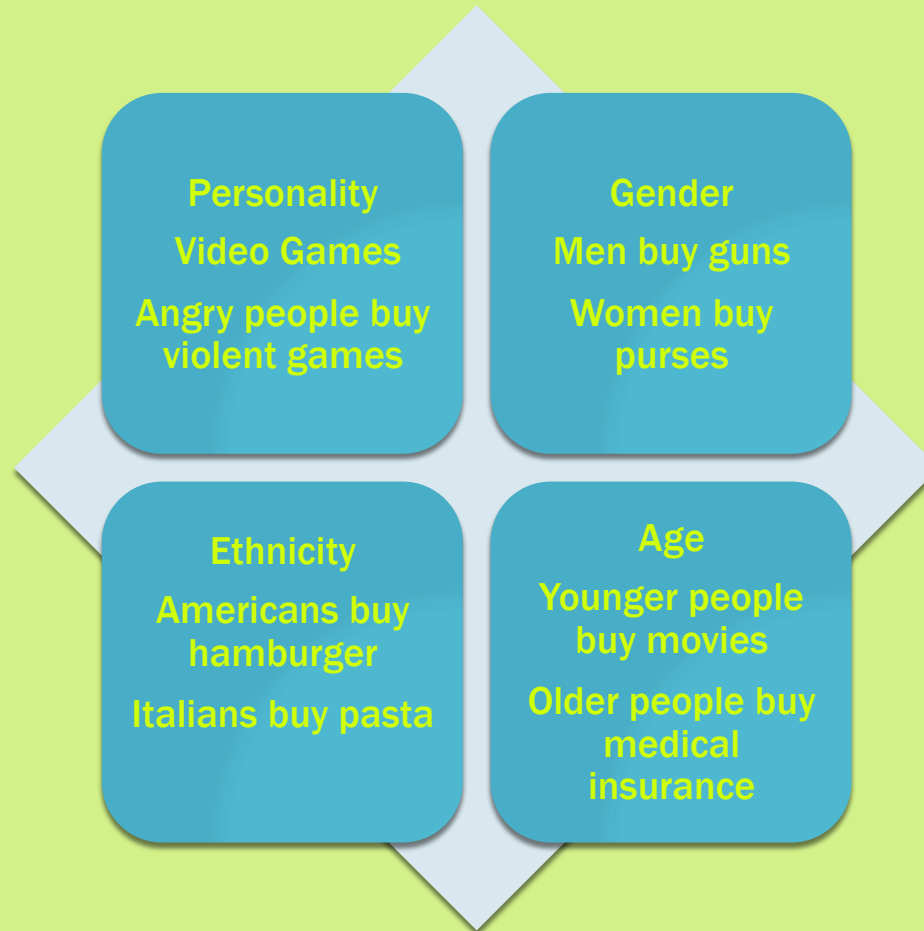 Personality
Video Games
Angry people buy
violent games
Gender
Men buy guns
Women buy
purses
Ethnicity
Americans buy
hamburger
Italians buy pasta
Age
Younger people
buy movies
Older people buy
medical
insurance